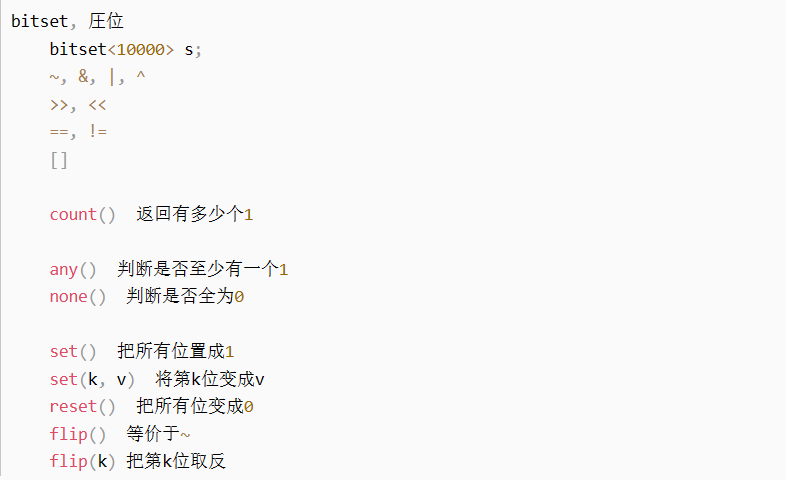 bitset, 圧位
bitset<10000> s;
~, &, |, ^
>>, <<
==, !=
[]
count() 返回有多少个1
any() 判断是否至少有一个1
none() 判断是否全为0
set() 把所有位置成1
set(k, v) 将第k位变成v
reset() 把所有位变成0
flip() 等价于~
flip(k) 把第k位取反